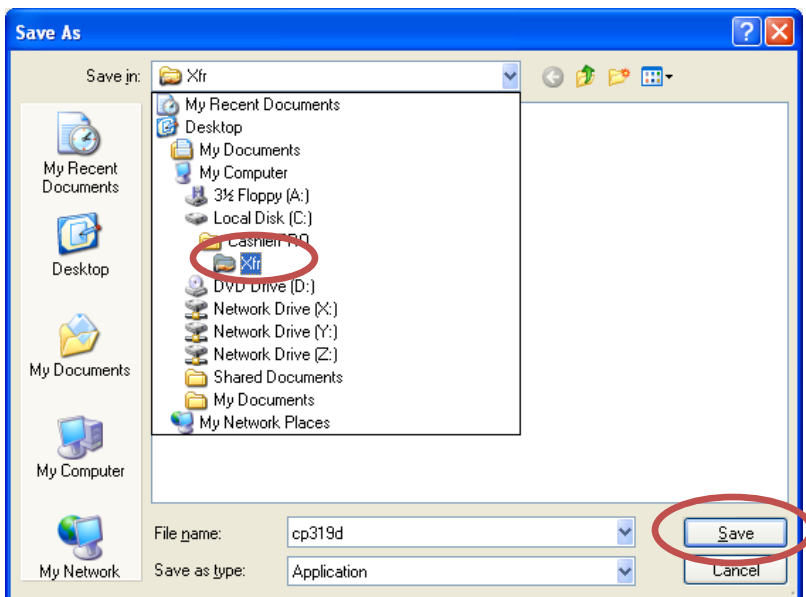 Save As
Save in:
Xfr
My Recent Documents
Desktop
My Documents
My Computer
3½ Floppy (A:)
Local Disk (C:)
CashierPRO
Xfr
DVD Drive (D:)
Network Drive (X:)
Network Drive (Y:)
Network Drive (Z:)
Shared Documents
My Documents
My Network Places
My Recent
Documents
Desktop
My Documents
My Computer
My Network
File name:
cp319d
Save
Save as type:
Application
Cancel